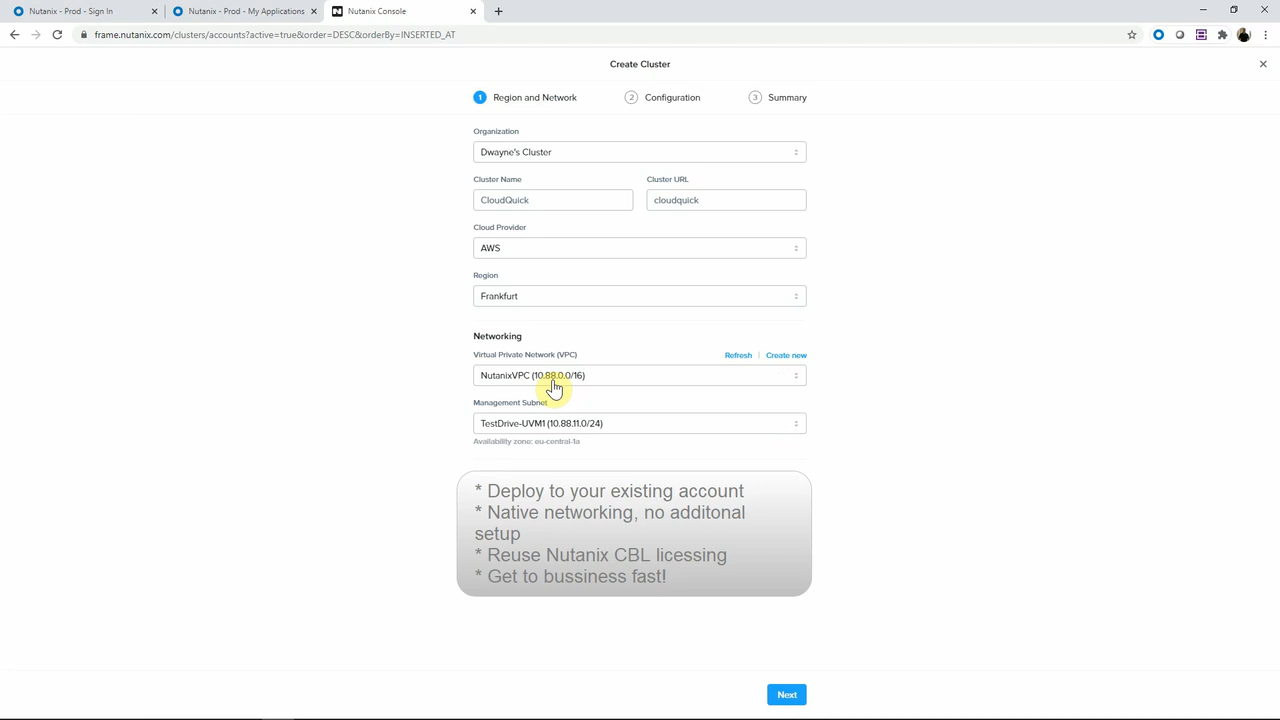 Nutanix - Prod - Sign In
Nutanix - Prod - My Applications
Nutanix Console
frame.nutanix.com/clusters/accounts?active=true&order=DESC&orderBy=INSERTED_AT
Create Cluster
1 Region and Network
2 Configuration
3 Summary
Organization
Dwayne's Cluster
Cluster Name
Cluster URL
CloudQuick
cloudquick
Cloud Provider
AWS
Region
Frankfurt
Networking
Virtual Private Network (VPC)
Refresh | Create new
NutanixVPC (10.88.0.0/16)
Management Subnet
TestDrive-UVM1 (10.88.11.0/24)
Availability zone: eu-central-1a
* Deploy to your existing account
* Native networking, no additonal
setup
* Reuse Nutanix CBL licessing
* Get to bussiness fast!
Next